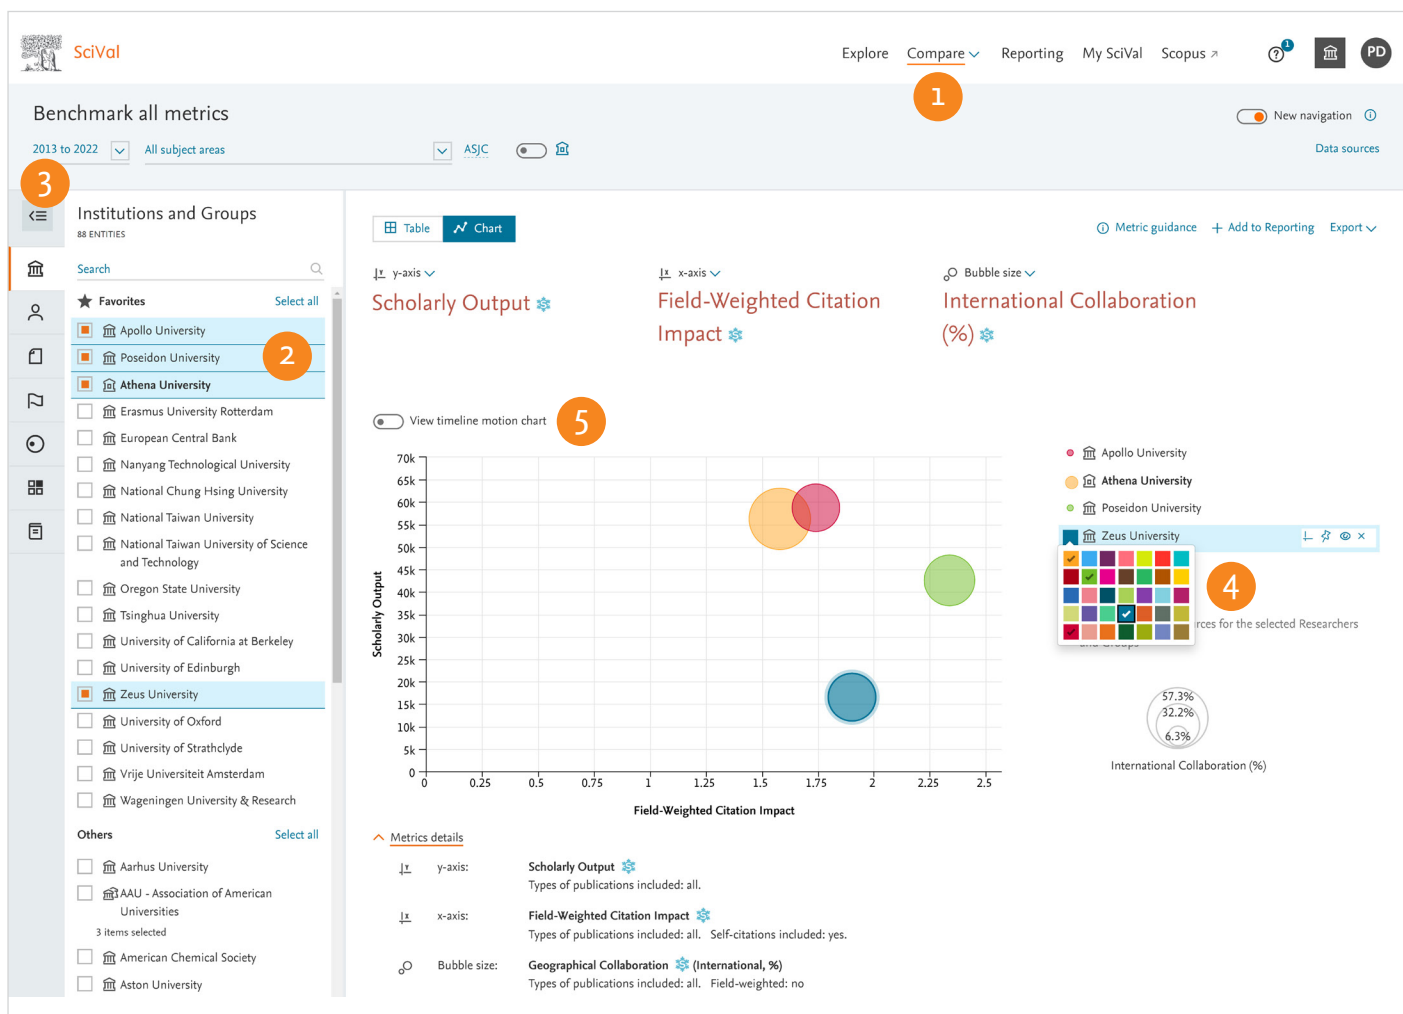 SciVal
Explore Compare Reporting My SciVal Scopus ↗ 1 PD
1
Benchmark all metrics
New navigation
2013 to 2022 All subject areas ASJC
Data sources
3
Institutions and Groups
88 ENTITIES
Search
Favorites Select all
Apollo University
Poseidon University
2
Athena University
Erasmus University Rotterdam
European Central Bank
Nanyang Technological University
National Chung Hsing University
National Taiwan University
National Taiwan University of Science
and Technology
Oregon State University
Tsinghua University
University of California at Berkeley
University of Edinburgh
Zeus University
University of Oxford
University of Strathclyde
Vrije Universiteit Amsterdam
Wageningen University & Research
Others Select all
Aarhus University
AAU - Association of American
Universities
3 items selected
American Chemical Society
Aston University
Table Chart
Metric guidance + Add to Reporting Export
y-axis
Scholarly Output
x-axis
Field-Weighted Citation
Impact
Bubble size
International Collaboration
(%)
View timeline motion chart
5
70k
65k
60k
55k
50k
45k
40k
35k
30k
25k
20k
15k
10k
5k
0
Scholarly Output
0 0.25 0.5 0.75 1 1.25 1.5 1.75 2 2.25 2.5
Field-Weighted Citation Impact
Apollo University
Athena University
Poseidon University
Zeus University
4
rces for the selected Researchers
and Groups
57.3%
32.2%
6.3%
International Collaboration (%)
Metrics details
y-axis: Scholarly Output
Types of publications included: all.
x-axis: Field-Weighted Citation Impact
Types of publications included: all. Self-citations included: yes.
Bubble size: Geographical Collaboration (International, %)
Types of publications included: all. Field-weighted: no